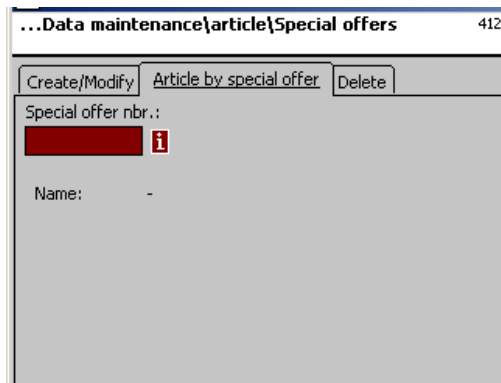 ...Data maintenance\article\Special offers 412
Create/Modify Article by special offer Delete
Special offer nbr.:
i
Name: -